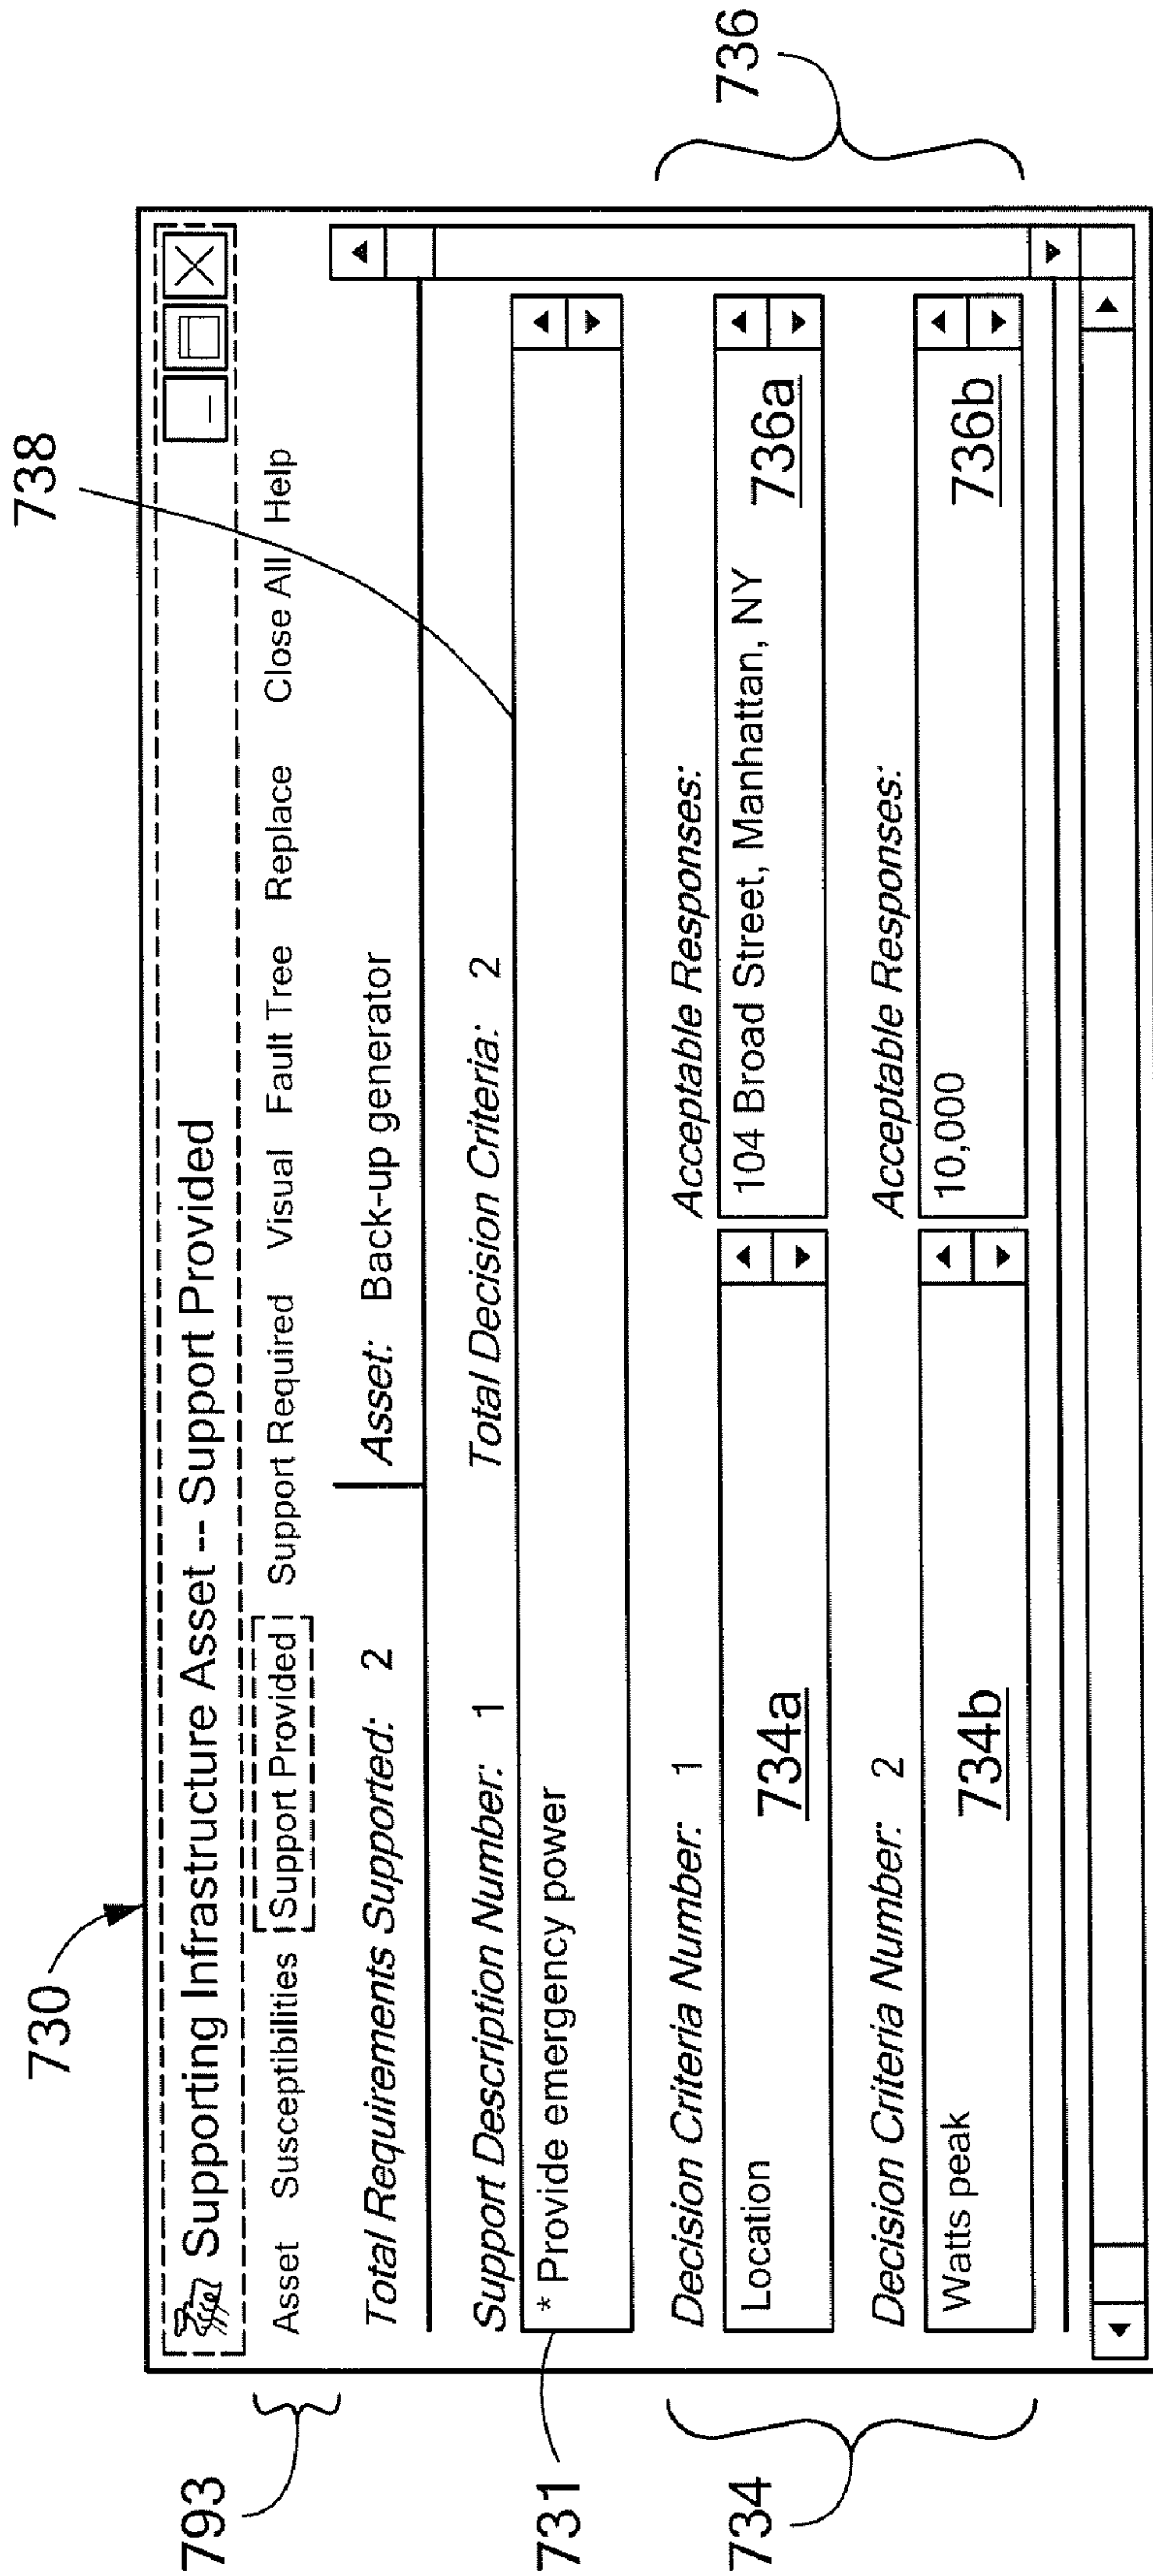 730
738
Supporting Infrastructure Asset -- Support Provided
793
Asset Susceptibilities Support Provided Support Required Visual Fault Tree Replace Close All Help
Total Requirements Supported: 2 Asset: Back-up generator
Support Description Number: 1 Total Decision Criteria: 2
731
* Provide emergency power
736
734
Decision Criteria Number: 1 Acceptable Responses:
Location 734a 104 Broad Street, Manhattan, NY 736a
Decision Criteria Number: 2 Acceptable Responses:
Watts peak 734b 10,000 736b